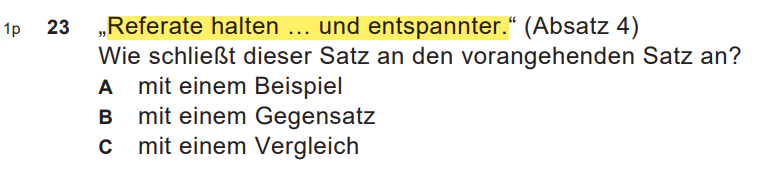 1p 23 „Referate halten … und entspannter.“ (Absatz 4)
Wie schließt dieser Satz an den vorangehenden Satz an?
A mit einem Beispiel
B mit einem Gegensatz
C mit einem Vergleich